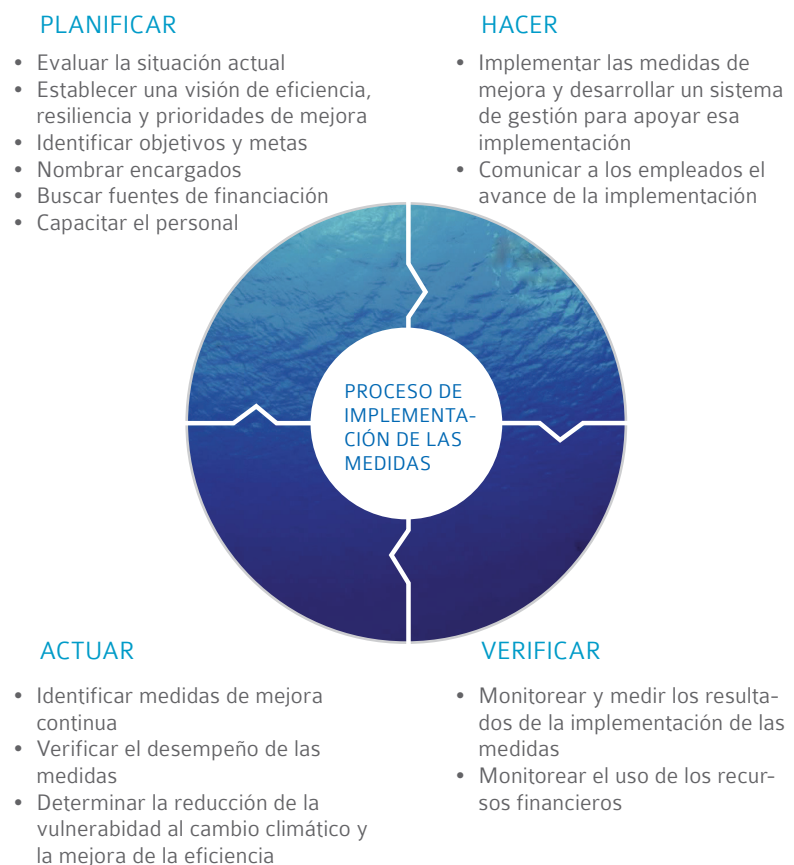 PLANIFICAR
• Evaluar la situación actual
• Establecer una visión de eficiencia,
resiliencia y prioridades de mejora
• Identificar objetivos y metas
• Nombrar encargados
• Buscar fuentes de financiación
• Capacitar el personal
HACER
• Implementar las medidas de
mejora y desarrollar un sistema
de gestión para apoyar esa
implementación
• Comunicar a los empleados el
avance de la implementación
PROCESO DE
IMPLEMENTA-
CIÓN DE LAS
MEDIDAS
ACTUAR
• Identificar medidas de mejora
continua
• Verificar el desempeño de las
medidas
• Determinar la reducción de la
vulnerabidad al cambio climático y
la mejora de la eficiencia
VERIFICAR
• Monitorear y medir los resulta-
dos de la implementación de las
medidas
• Monitorear el uso de los recur-
sos financieros